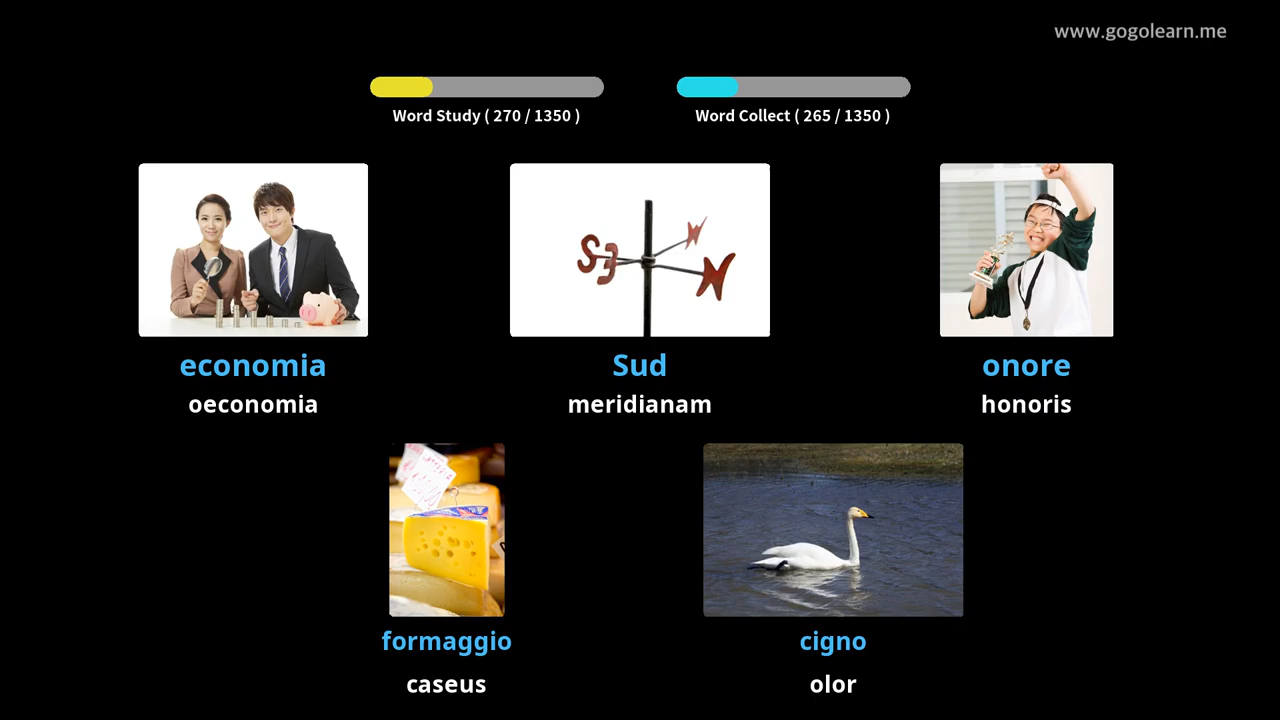 www.gogolearn.me
Word Study ( 270 / 1350 )
Word Collect ( 265 / 1350 )
S
E
W
N
economia
Sud
onore
oeconomia
meridianam
honoris
formaggio
cigno
caseus
olor